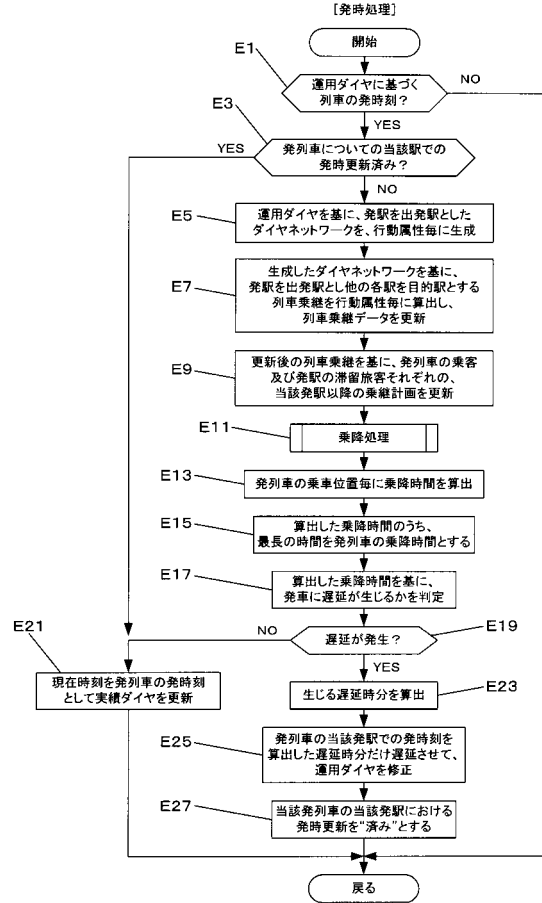 [発時処理]
開始
E1
運用ダイヤに基づく
列車の発時刻？
NO
YES
E3
発列車についての当該駅での
発時更新済み？
YES
NO
E5
運用ダイヤを基に、発駅を出発駅とした
ダイヤネットワークを、行動属性毎に生成
E7
生成したダイヤネットワークを基に、
発駅を出発駅とし他の各駅を目的駅とする
列車乗継を行動属性毎に算出し、
列車乗継データを更新
E9
更新後の列車乗継を基に、発列車の乗客
及び発駅の滞留旅客それぞれの、
当該発駅以降の乗継計画を更新
E11
乗降処理
E13
発列車の乗車位置毎に乗降時間を算出
E15
算出した乗降時間のうち、
最長の時間を発列車の乗降時間とする
E17
算出した乗降時間を基に、
発車に遅延が生じるかを判定
E19
遅延が発生？
NO
YES
E21
現在時刻を発列車の発時刻
として実績ダイヤを更新
E23
生じる遅延時分を算出
E25
発列車の当該発駅での発時刻を
算出した遅延時分だけ遅延させて、
運用ダイヤを修正
E27
当該発列車の当該発駅における
発時更新を“済み”とする
戻る